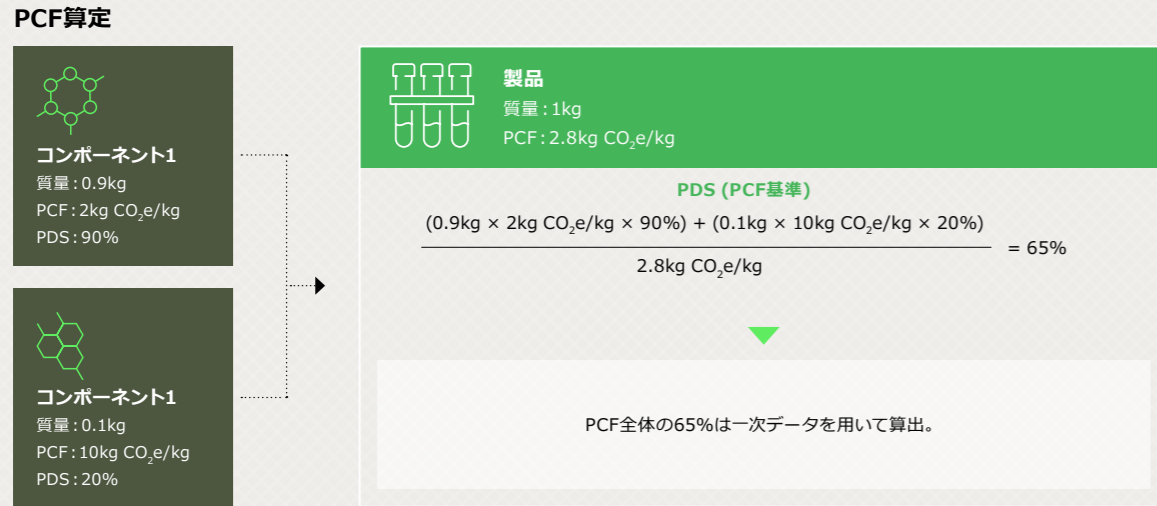 PCF算定
コンポーネント1
質量:0.9kg
PCF:2kg CO₂e/kg
PDS:90%
コンポーネント1
質量:0.1kg
PCF:10kg CO₂e/kg
PDS:20%
製品
質量:1kg
PCF:2.8kg CO₂e/kg
PDS (PCF基準)
(0.9kg × 2kg CO₂e/kg × 90%) + (0.1kg × 10kg CO₂e/kg × 20%)
2.8kg CO₂e/kg
= 65%
PCF全体の65%は一次データを用いて算出。